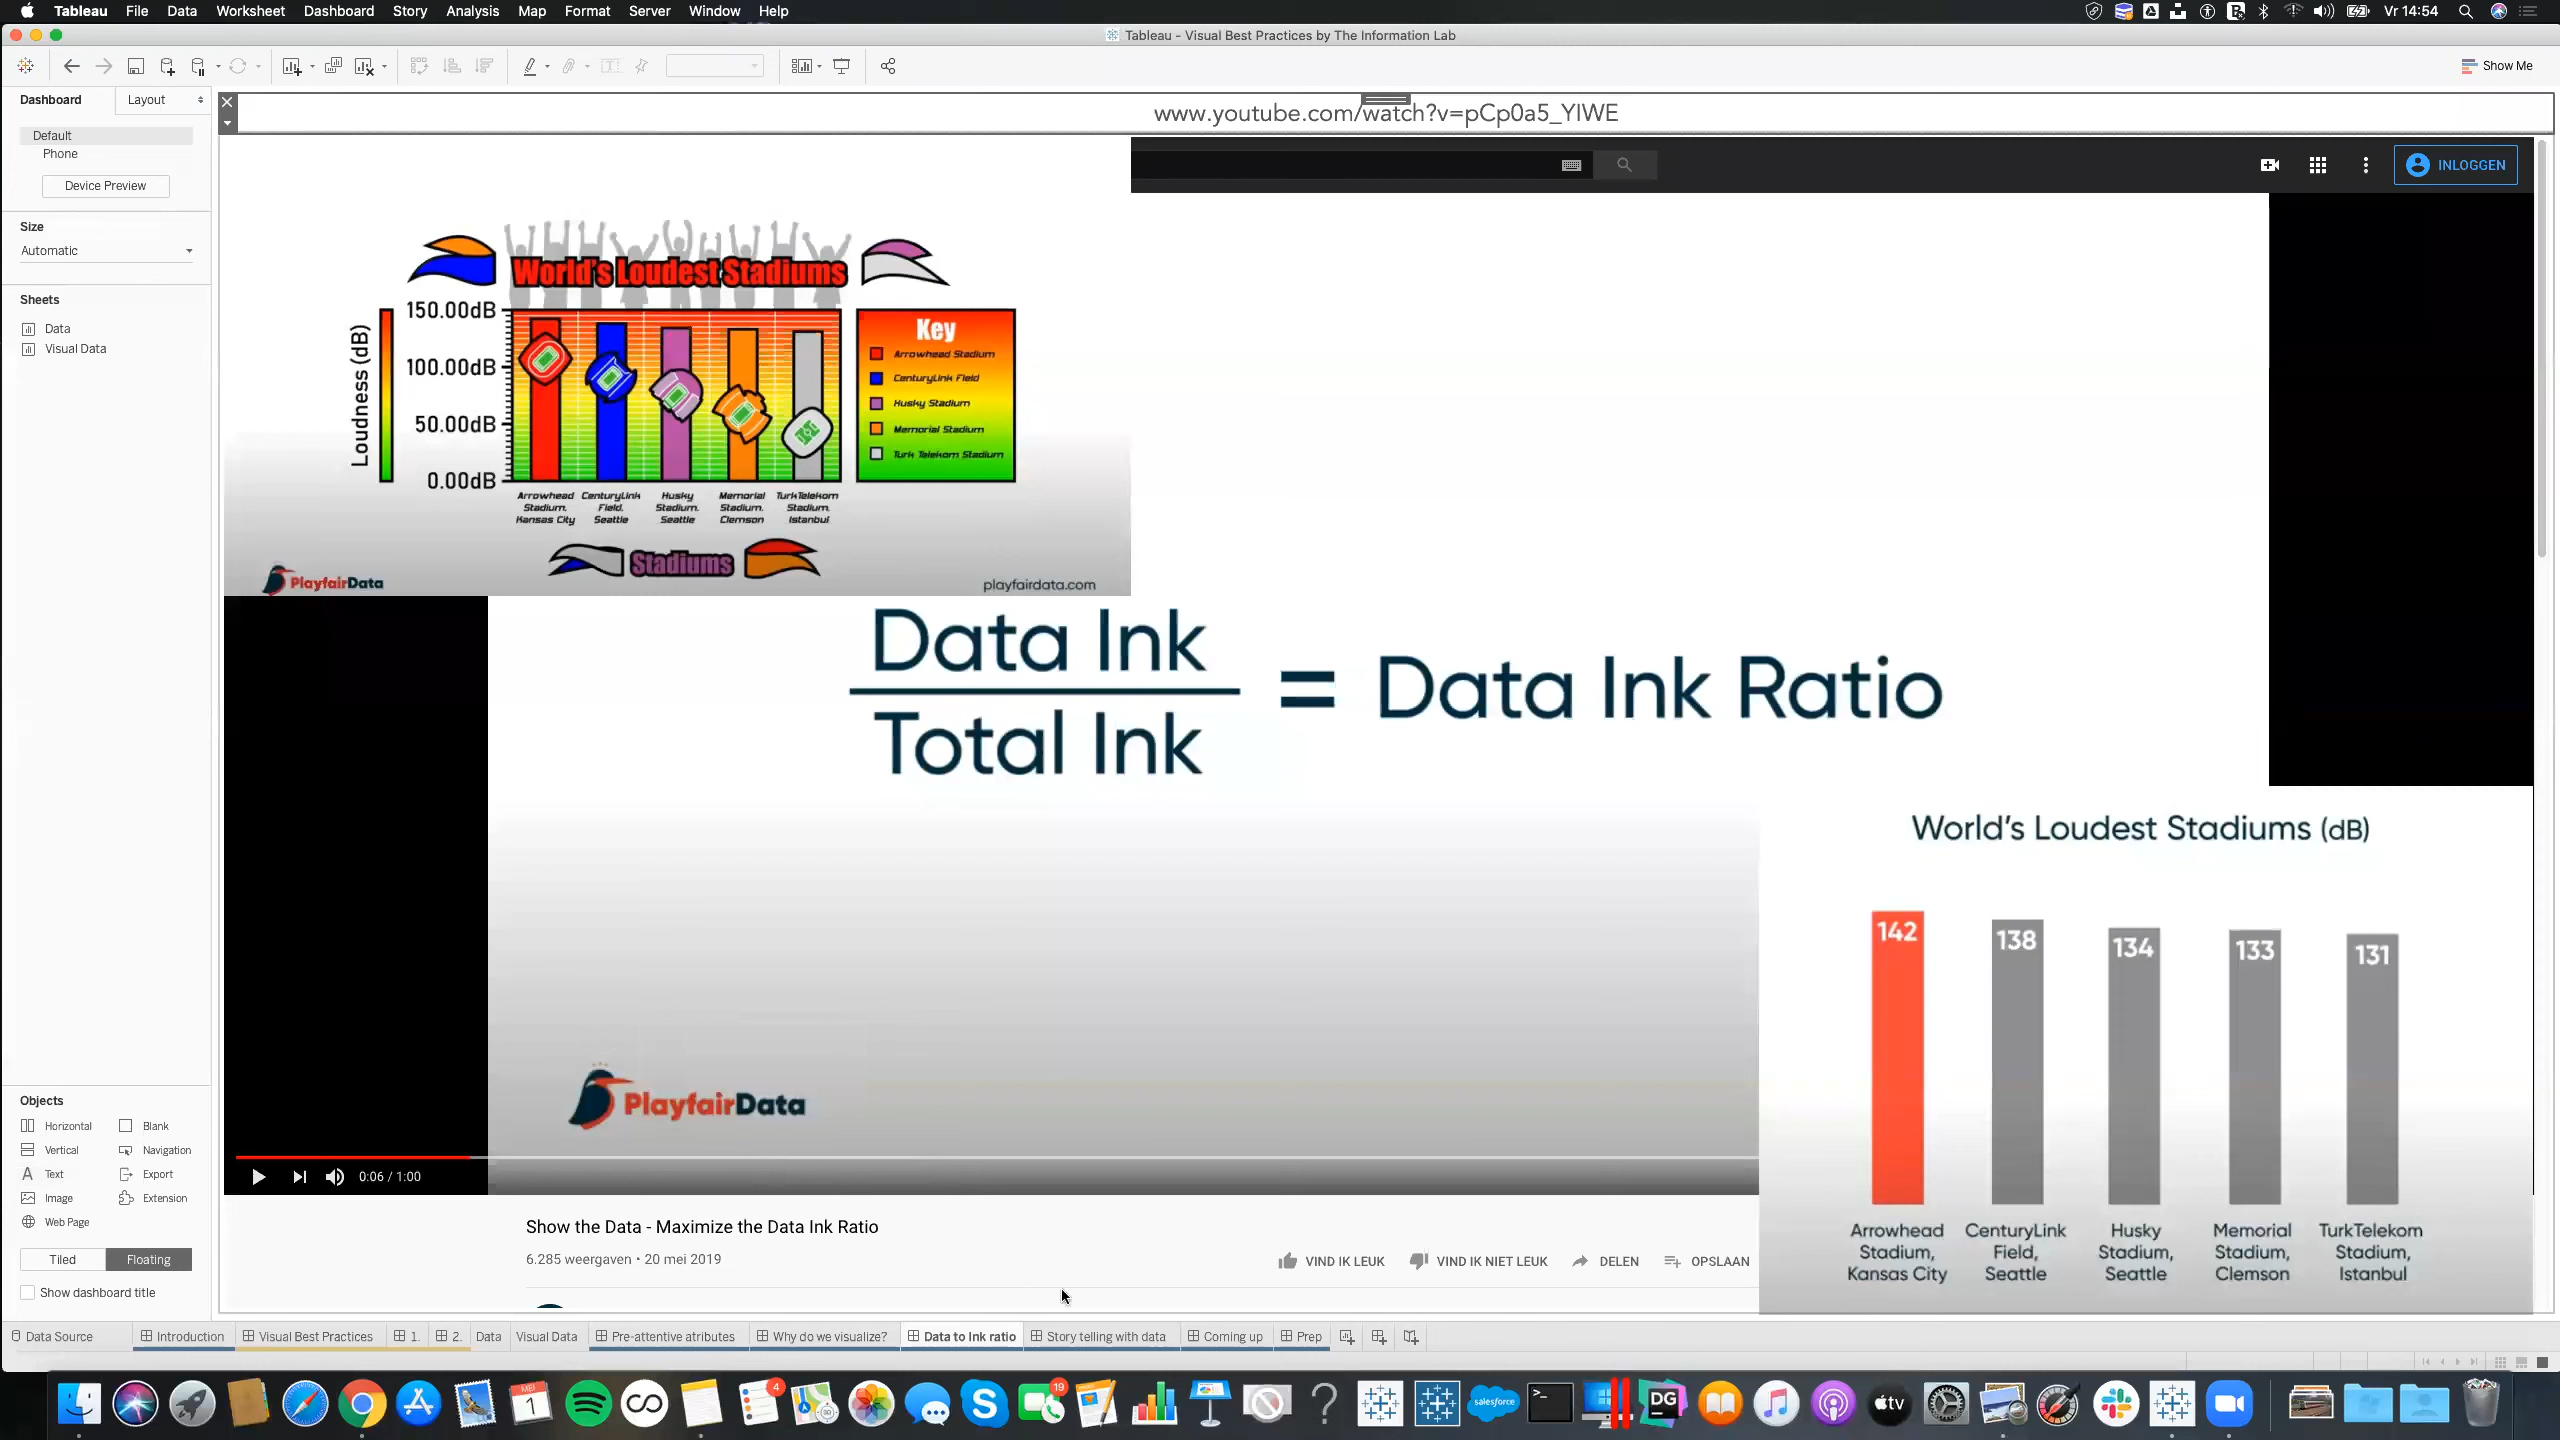 Tableau File Data Worksheet Dashboard Story Analysis Map Format Server Window Help Vr 14:54
Tableau - Visual Best Practices by The Information Lab
Show Me
Dashboard Layout
www.youtube.com/watch?v=pCp0a5_YIWE
Default
Phone
Device Preview
INLOGGEN
Size
Automatic
Sheets
Data
Visual Data
World's Loudest Stadiums
Loudness (dB)
150.00dB
100.00dB
50.00dB
0.00dB
Key
Arrowhead Stadium
CenturyLink Field
Husky Stadium
Memorial Stadium
Turk Telekom Stadium
Arrowhead Stadium, Kansas City
CenturyLink Field, Seattle
Husky Stadium, Seattle
Memorial Stadium, Clemson
TurkTelekom Stadium, Istanbul
Stadiums
PlayfairData
playfairdata.com
Data Ink
Total Ink
= Data Ink Ratio
World's Loudest Stadiums (dB)
142 138 134 133 131
Arrowhead Stadium, Kansas City
CenturyLink Field, Seattle
Husky Stadium, Seattle
Memorial Stadium, Clemson
TurkTelekom Stadium, Istanbul
PlayfairData
0:06 / 1:00
Show the Data - Maximize the Data Ink Ratio
6.285 weergaven • 20 mei 2019
VIND IK LEUK VIND IK NIET LEUK DELEN OPSLAAN
Objects
Horizontal Blank
Vertical Navigation
Text Export
Image Extension
Web Page
Tiled Floating
Show dashboard title
Data Source Introduction Visual Best Practices 1. 2. Data Visual Data Pre-attentive atributes Why do we visualize? Data to Ink ratio Story telling with data Coming up Prep
MEI
1
4
19
salesforce
DG
tv